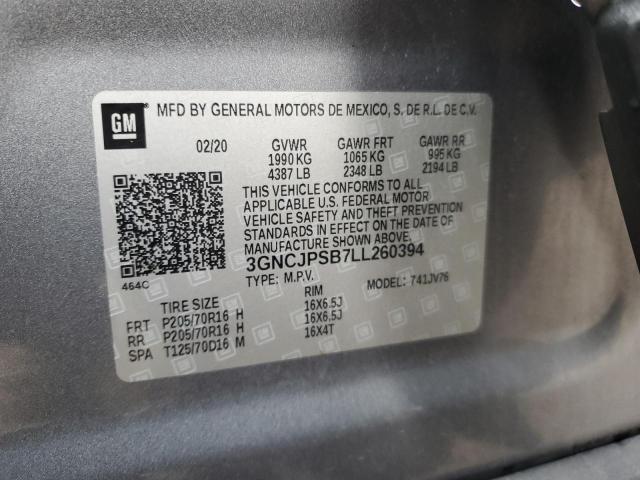 GM
MFD BY GENERAL MOTORS DE MEXICO, S. DE R.L. DE C.V.
02/20 GVWR GAWR FRT GAWR RR
1990 KG 1065 KG 995 KG
4387 LB 2348 LB 2194 LB
THIS VEHICLE CONFORMS TO ALL
APPLICABLE U.S. FEDERAL MOTOR
VEHICLE SAFETY AND THEFT PREVENTION
STANDARDS IN EFFECT ON THE DATE OF
MANUFACTURE SHOWN ABOVE.
3GNCJPSB7LL260394
464C
TYPE: M.P.V. MODEL: 741JV76
TIRE SIZE RIM
FRT P205/70R16 H 16X6.5J
RR P205/70R16 H 16X6.5J
SPA T125/70D16 M 16X4T